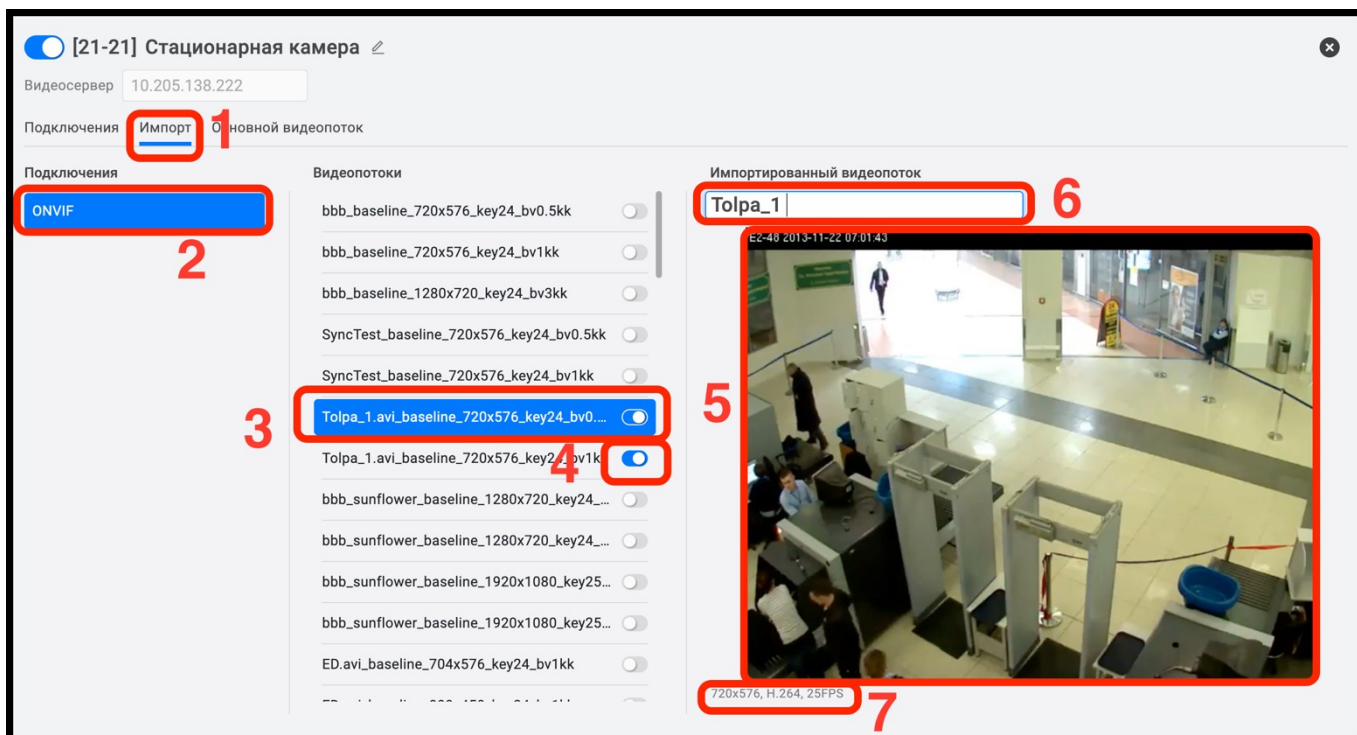 [21-21] Стационарная камера
Видеосервер 10.205.138.222
Подключения Импорт Основной видеопоток
1
Подключения
ONVIF
2
Видеопотоки
bbb_baseline_720x576_key24_bv0.5kk
bbb_baseline_720x576_key24_bv1kk
bbb_baseline_1280x720_key24_bv3kk
SyncTest_baseline_720x576_key24_bv0.5kk
SyncTest_baseline_720x576_key24_bv1kk
Tolpa_1.avi_baseline_720x576_key24_bv0....
3
Tolpa_1.avi_baseline_720x576_key24_bv1k
4
bbb_sunflower_baseline_1280x720_key24_...
bbb_sunflower_baseline_1280x720_key24_...
bbb_sunflower_baseline_1920x1080_key25...
bbb_sunflower_baseline_1920x1080_key25...
ED.avi_baseline_704x576_key24_bv1kk
Импортированный видеопоток
Tolpa_1
6
E2-48 2013-11-22 07:01:43
5
720x576, H.264, 25FPS
7